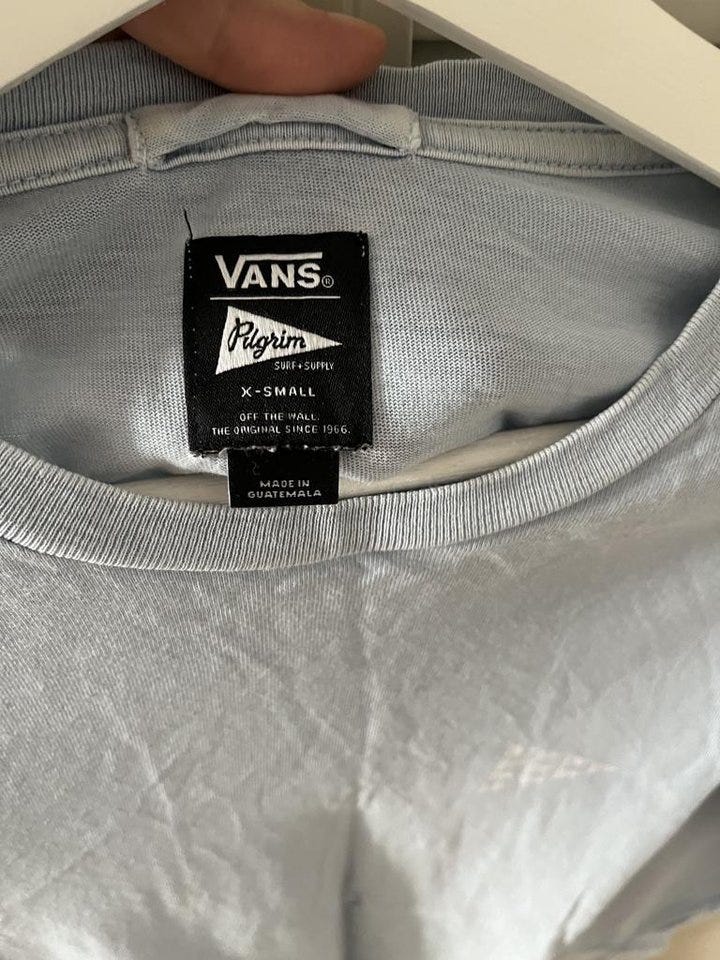 VANS®
Pilgrim
SURF + SUPPLY
X-SMALL
OFF THE WALL.
THE ORIGINAL SINCE 1966.
MADE IN
GUATEMALA